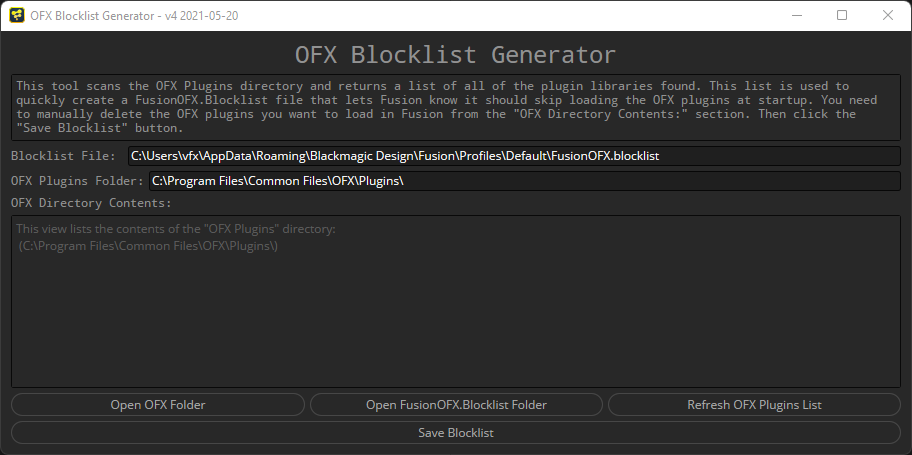 OFX Blocklist Generator - v4 2021-05-20
OFX Blocklist Generator
This tool scans the OFX Plugins directory and returns a list of all of the plugin libraries found. This list is used to
quickly create a FusionOFX.Blocklist file that lets Fusion know it should skip loading the OFX plugins at startup. You need
to manually delete the OFX plugins you want to load in Fusion from the "OFX Directory Contents:" section. Then click the
"Save Blocklist" button.
Blocklist File: C:\Users\vfx\AppData\Roaming\Blackmagic Design\Fusion\Profiles\Default\FusionOFX.blocklist
OFX Plugins Folder: C:\Program Files\Common Files\OFX\Plugins\
OFX Directory Contents:
This view lists the contents of the "OFX Plugins" directory:
(C:\Program Files\Common Files\OFX\Plugins\)
Open OFX Folder Open FusionOFX.Blocklist Folder Refresh OFX Plugins List
Save Blocklist